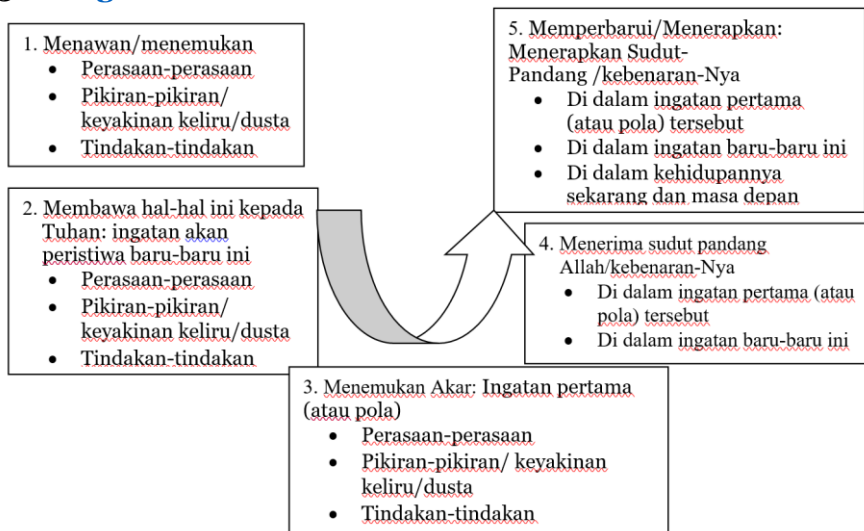 1. Menawan/menemukan
• Perasaan-perasaan
• Pikiran-pikiran/
keyakinan keliru/dusta
• Tindakan-tindakan
2. Membawa hal-hal ini kepada
Tuhan: ingatan akan
peristiwa baru-baru ini
• Perasaan-perasaan
• Pikiran-pikiran/
keyakinan keliru/dusta
• Tindakan-tindakan
3. Menemukan Akar: Ingatan pertama
(atau pola)
• Perasaan-perasaan
• Pikiran-pikiran/ keyakinan
keliru/dusta
• Tindakan-tindakan
4. Menerima sudut pandang
Allah/kebenaran-Nya
• Di dalam ingatan pertama (atau
pola) tersebut
• Di dalam ingatan baru-baru ini
5. Memperbarui/Menerapkan:
Menerapkan Sudut-
Pandang /kebenaran-Nya
• Di dalam ingatan pertama
(atau pola) tersebut
• Di dalam ingatan baru-baru ini
• Di dalam kehidupannya
sekarang dan masa depan